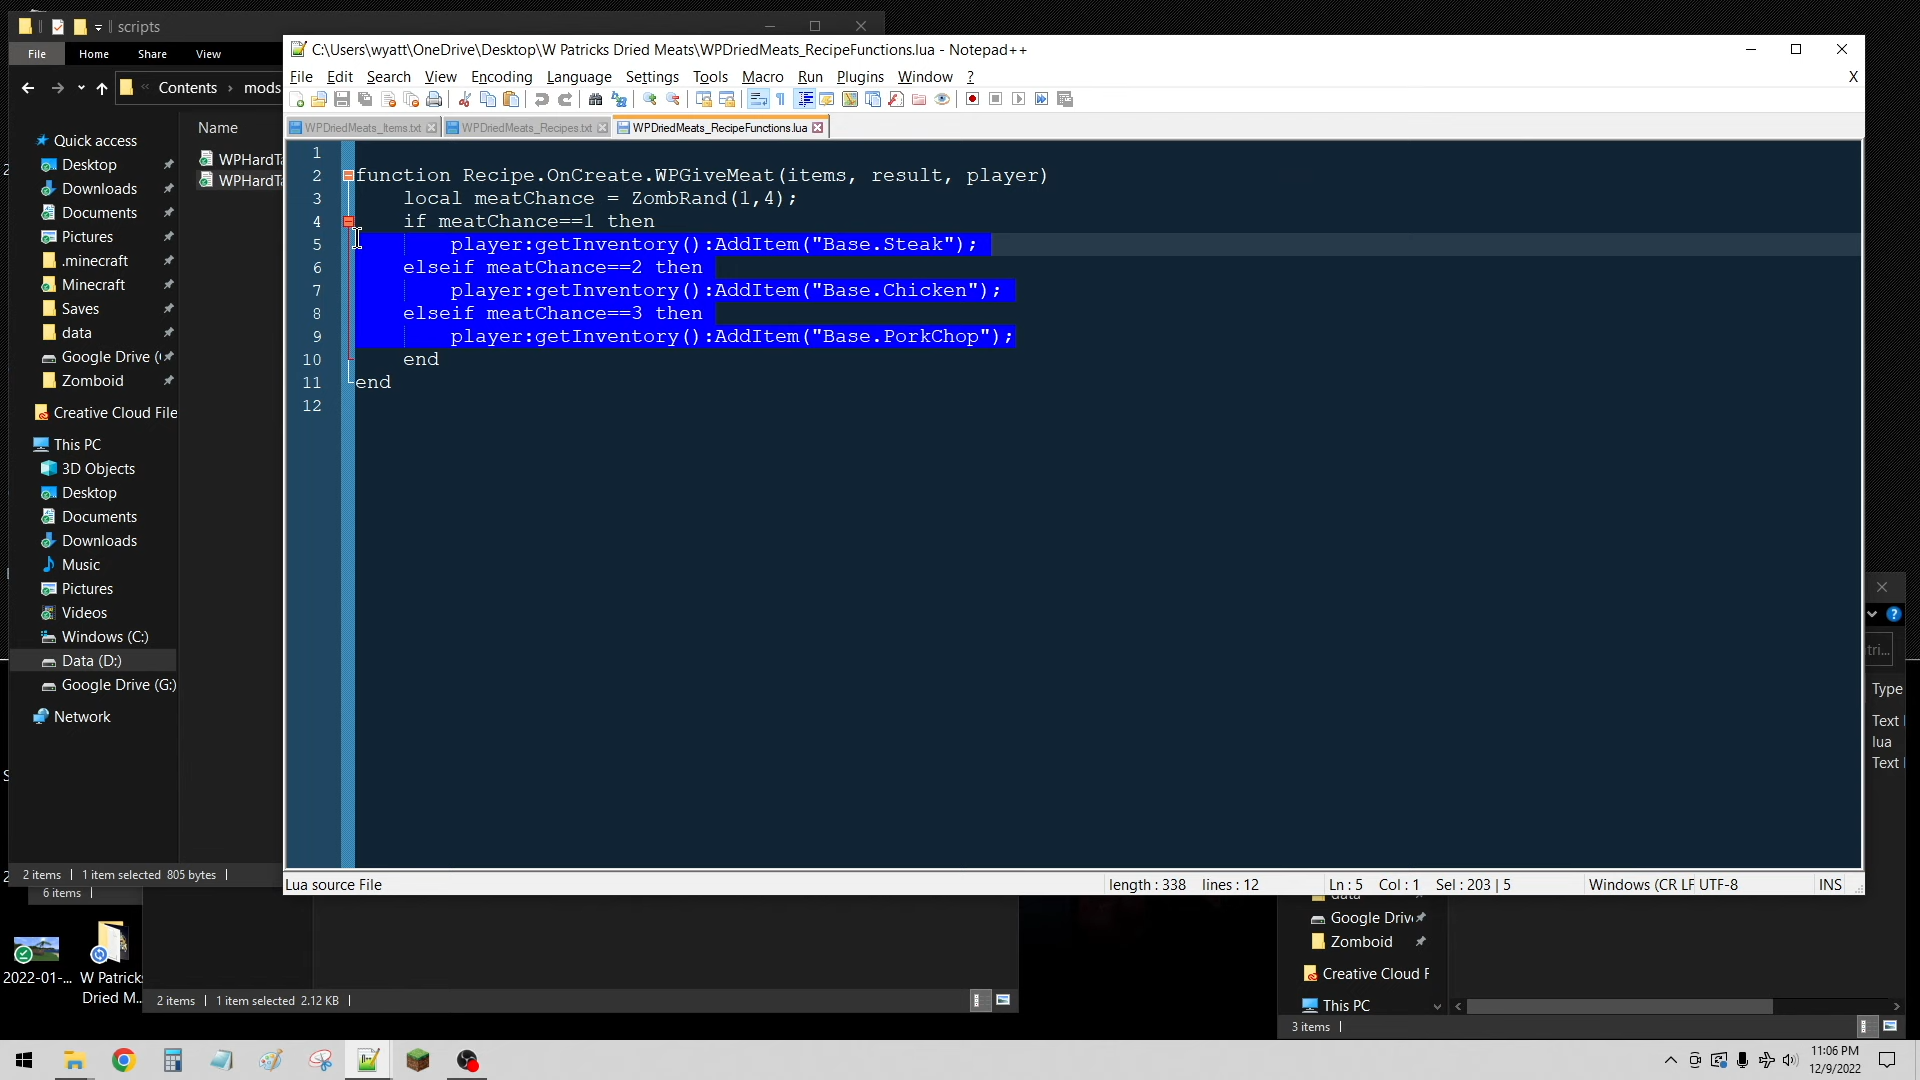 scripts
File Home Share View
Contents › mods
Name
WPHardTa
WPHardTa
Quick access
Desktop
Downloads
Documents
Pictures
.minecraft
Minecraft
Saves
data
Google Drive (
Zomboid
Creative Cloud File
This PC
3D Objects
Desktop
Documents
Downloads
Music
Pictures
Videos
Windows (C:)
Data (D:)
Google Drive (G:)
Network
2 items 1 item selected 805 bytes
6 items
C:\Users\wyatt\OneDrive\Desktop\W Patricks Dried Meats\WPDriedMeats_RecipeFunctions.lua - Notepad++
File Edit Search View Encoding Language Settings Tools Macro Run Plugins Window ? X
WPDriedMeats_Items.txt WPDriedMeats_Recipes.txt WPDriedMeats_RecipeFunctions.lua
1
2 function Recipe.OnCreate.WPGiveMeat(items, result, player)
3 local meatChance = ZombRand(1,4);
4 if meatChance==1 then
5 player:getInventory():AddItem("Base.Steak");
6 elseif meatChance==2 then
7 player:getInventory():AddItem("Base.Chicken");
8 elseif meatChance==3 then
9 player:getInventory():AddItem("Base.PorkChop");
10 end
11 end
12
Lua source File length : 338 lines : 12 Ln : 5 Col : 1 Sel : 203 | 5 Windows (CR LF UTF-8 INS
Type
Text
lua
Text
Google Driv
Zomboid
Creative Cloud F
This PC
3 items
2022-01-...
W Patrick
Dried M...
2 items 1 item selected 2.12 KB
11:06 PM
12/9/2022